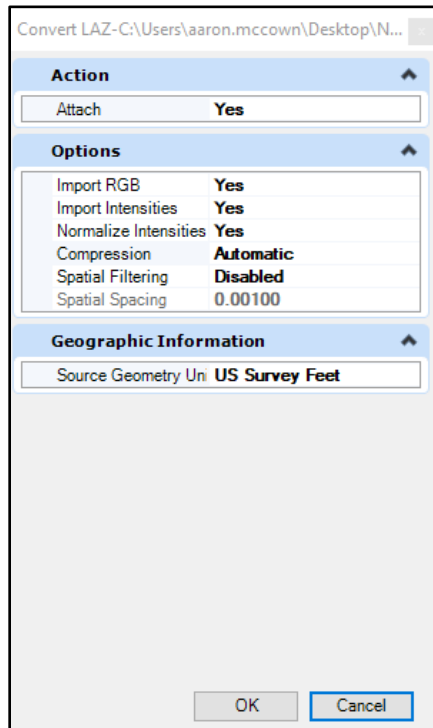 Convert LAZ-C:\Users\aaron.mccown\Desktop\N...
Action
Attach Yes
Options
Import RGB Yes
Import Intensities Yes
Normalize Intensities Yes
Compression Automatic
Spatial Filtering Disabled
Spatial Spacing 0.00100
Geographic Information
Source Geometry Uni US Survey Feet
OK Cancel